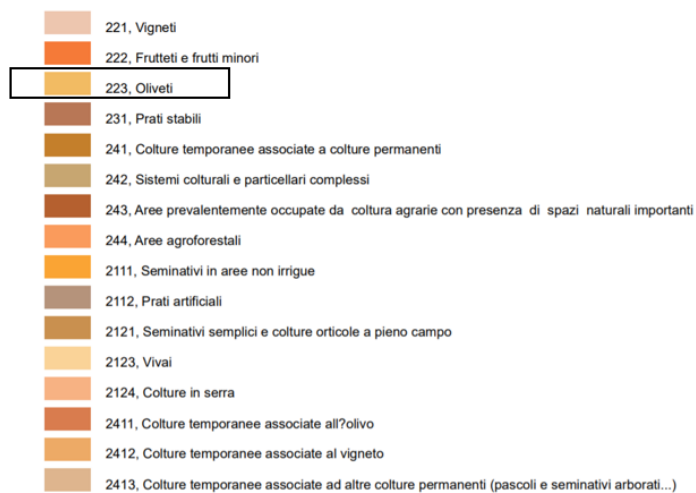 221, Vigneti
222, Frutteti e frutti minori
223, Oliveti
231, Prati stabili
241, Colture temporanee associate a colture permanenti
242, Sistemi colturali e particellari complessi
243, Aree prevalentemente occupate da coltura agrarie con presenza di spazi naturali importanti
244, Aree agroforestali
2111, Seminativi in aree non irrigue
2112, Prati artificiali
2121, Seminativi semplici e colture orticole a pieno campo
2123, Vivai
2124, Colture in serra
2411, Colture temporanee associate all?olivo
2412, Colture temporanee associate al vigneto
2413, Colture temporanee associate ad altre colture permanenti (pascoli e seminativi arborati...)